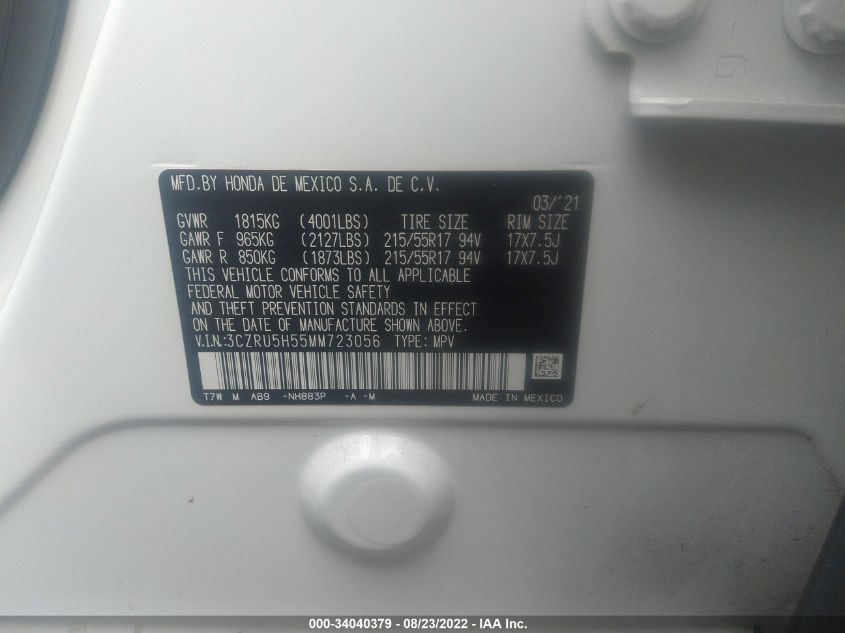 -G
MFD.BY HONDA DE MEXICO S.A. DE C.V.
03/'21
GVWR 1815KG (4001LBS) TIRE SIZE RIM SIZE
GAWR F 965KG (2127LBS) 215/55R17 94V 17X7.5J
GAWR R 850KG (1873LBS) 215/55R17 94V 17X7.5J
THIS VEHICLE CONFORMS TO ALL APPLICABLE
FEDERAL MOTOR VEHICLE SAFETY
AND THEFT PREVENTION STANDARDS IN EFFECT
ON THE DATE OF MANUFACTURE SHOWN ABOVE.
V.I.N.:3CZRU5H55MM723056 TYPE: MPV
T7W M AB9 -NH883P -A -M MADE IN MEXICO
000-34040379 - 08/23/2022 - IAA Inc.